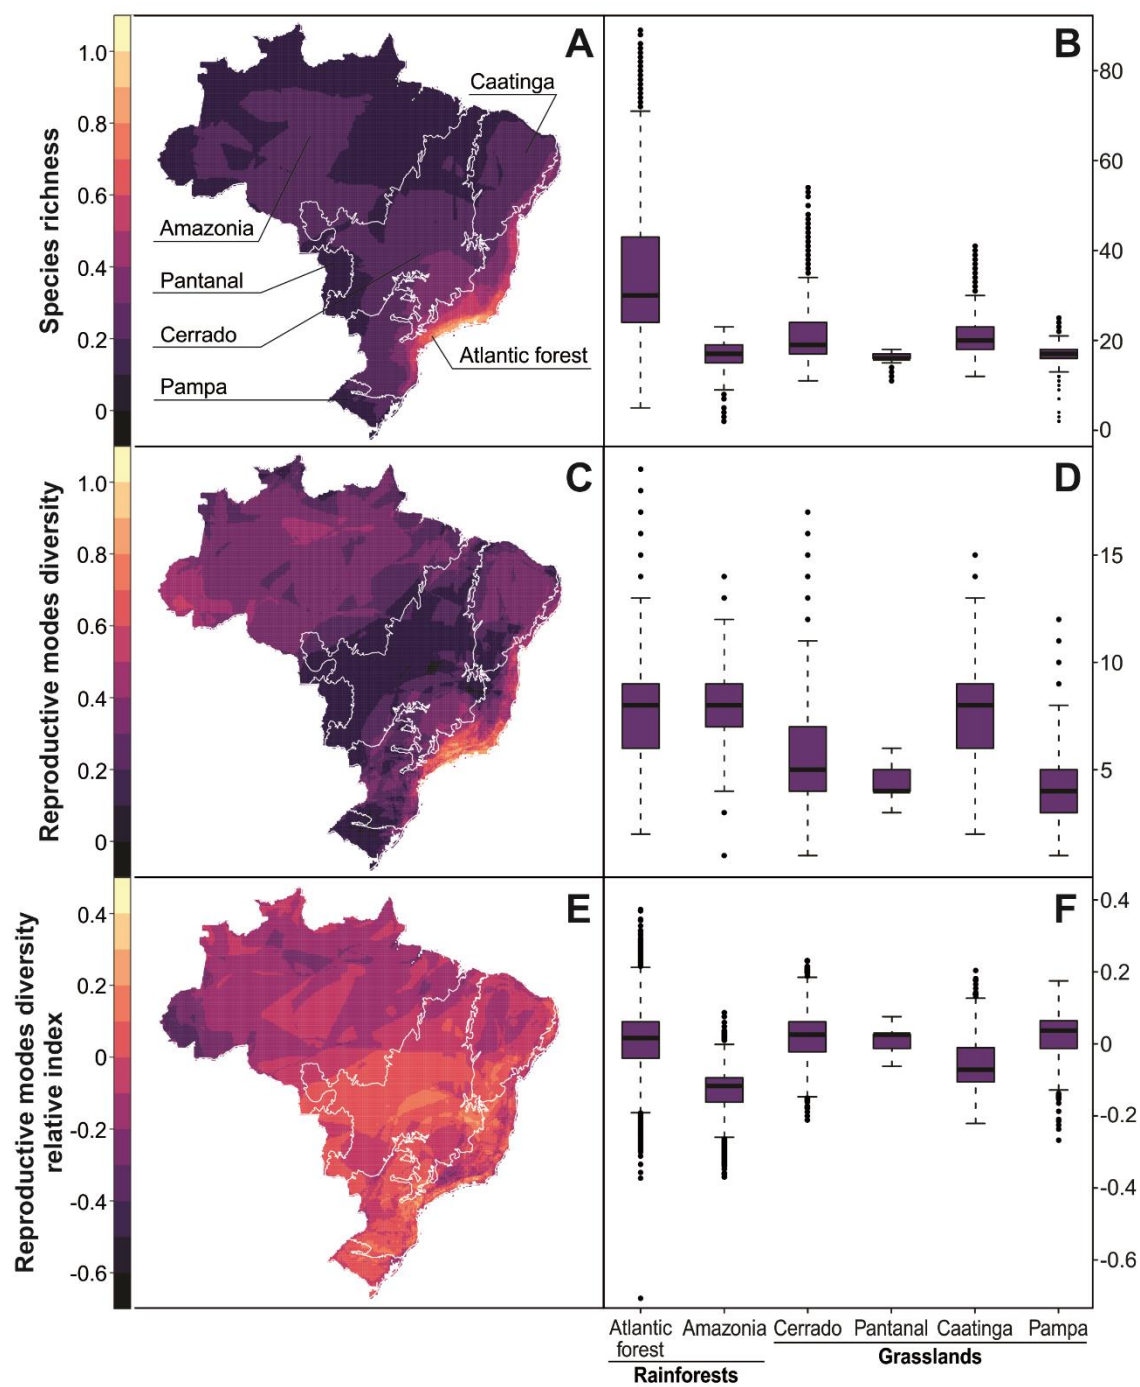 A
B
Species richness
1.0
0.8
0.6
0.4
0.2
0
Caatinga
Amazonia
Pantanal
Cerrado
Atlantic forest
Pampa
80
60
40
20
0
C
D
Reproductive modes diversity
1.0
0.8
0.6
0.4
0.2
0
15
10
5
E
F
Reproductive modes diversity
relative index
0.4
0.2
0
-0.2
-0.4
-0.6
0.4
0.2
0
-0.2
-0.4
-0.6
Atlantic
forest
Amazonia
Cerrado
Pantanal
Caatinga
Pampa
Rainforests
Grasslands